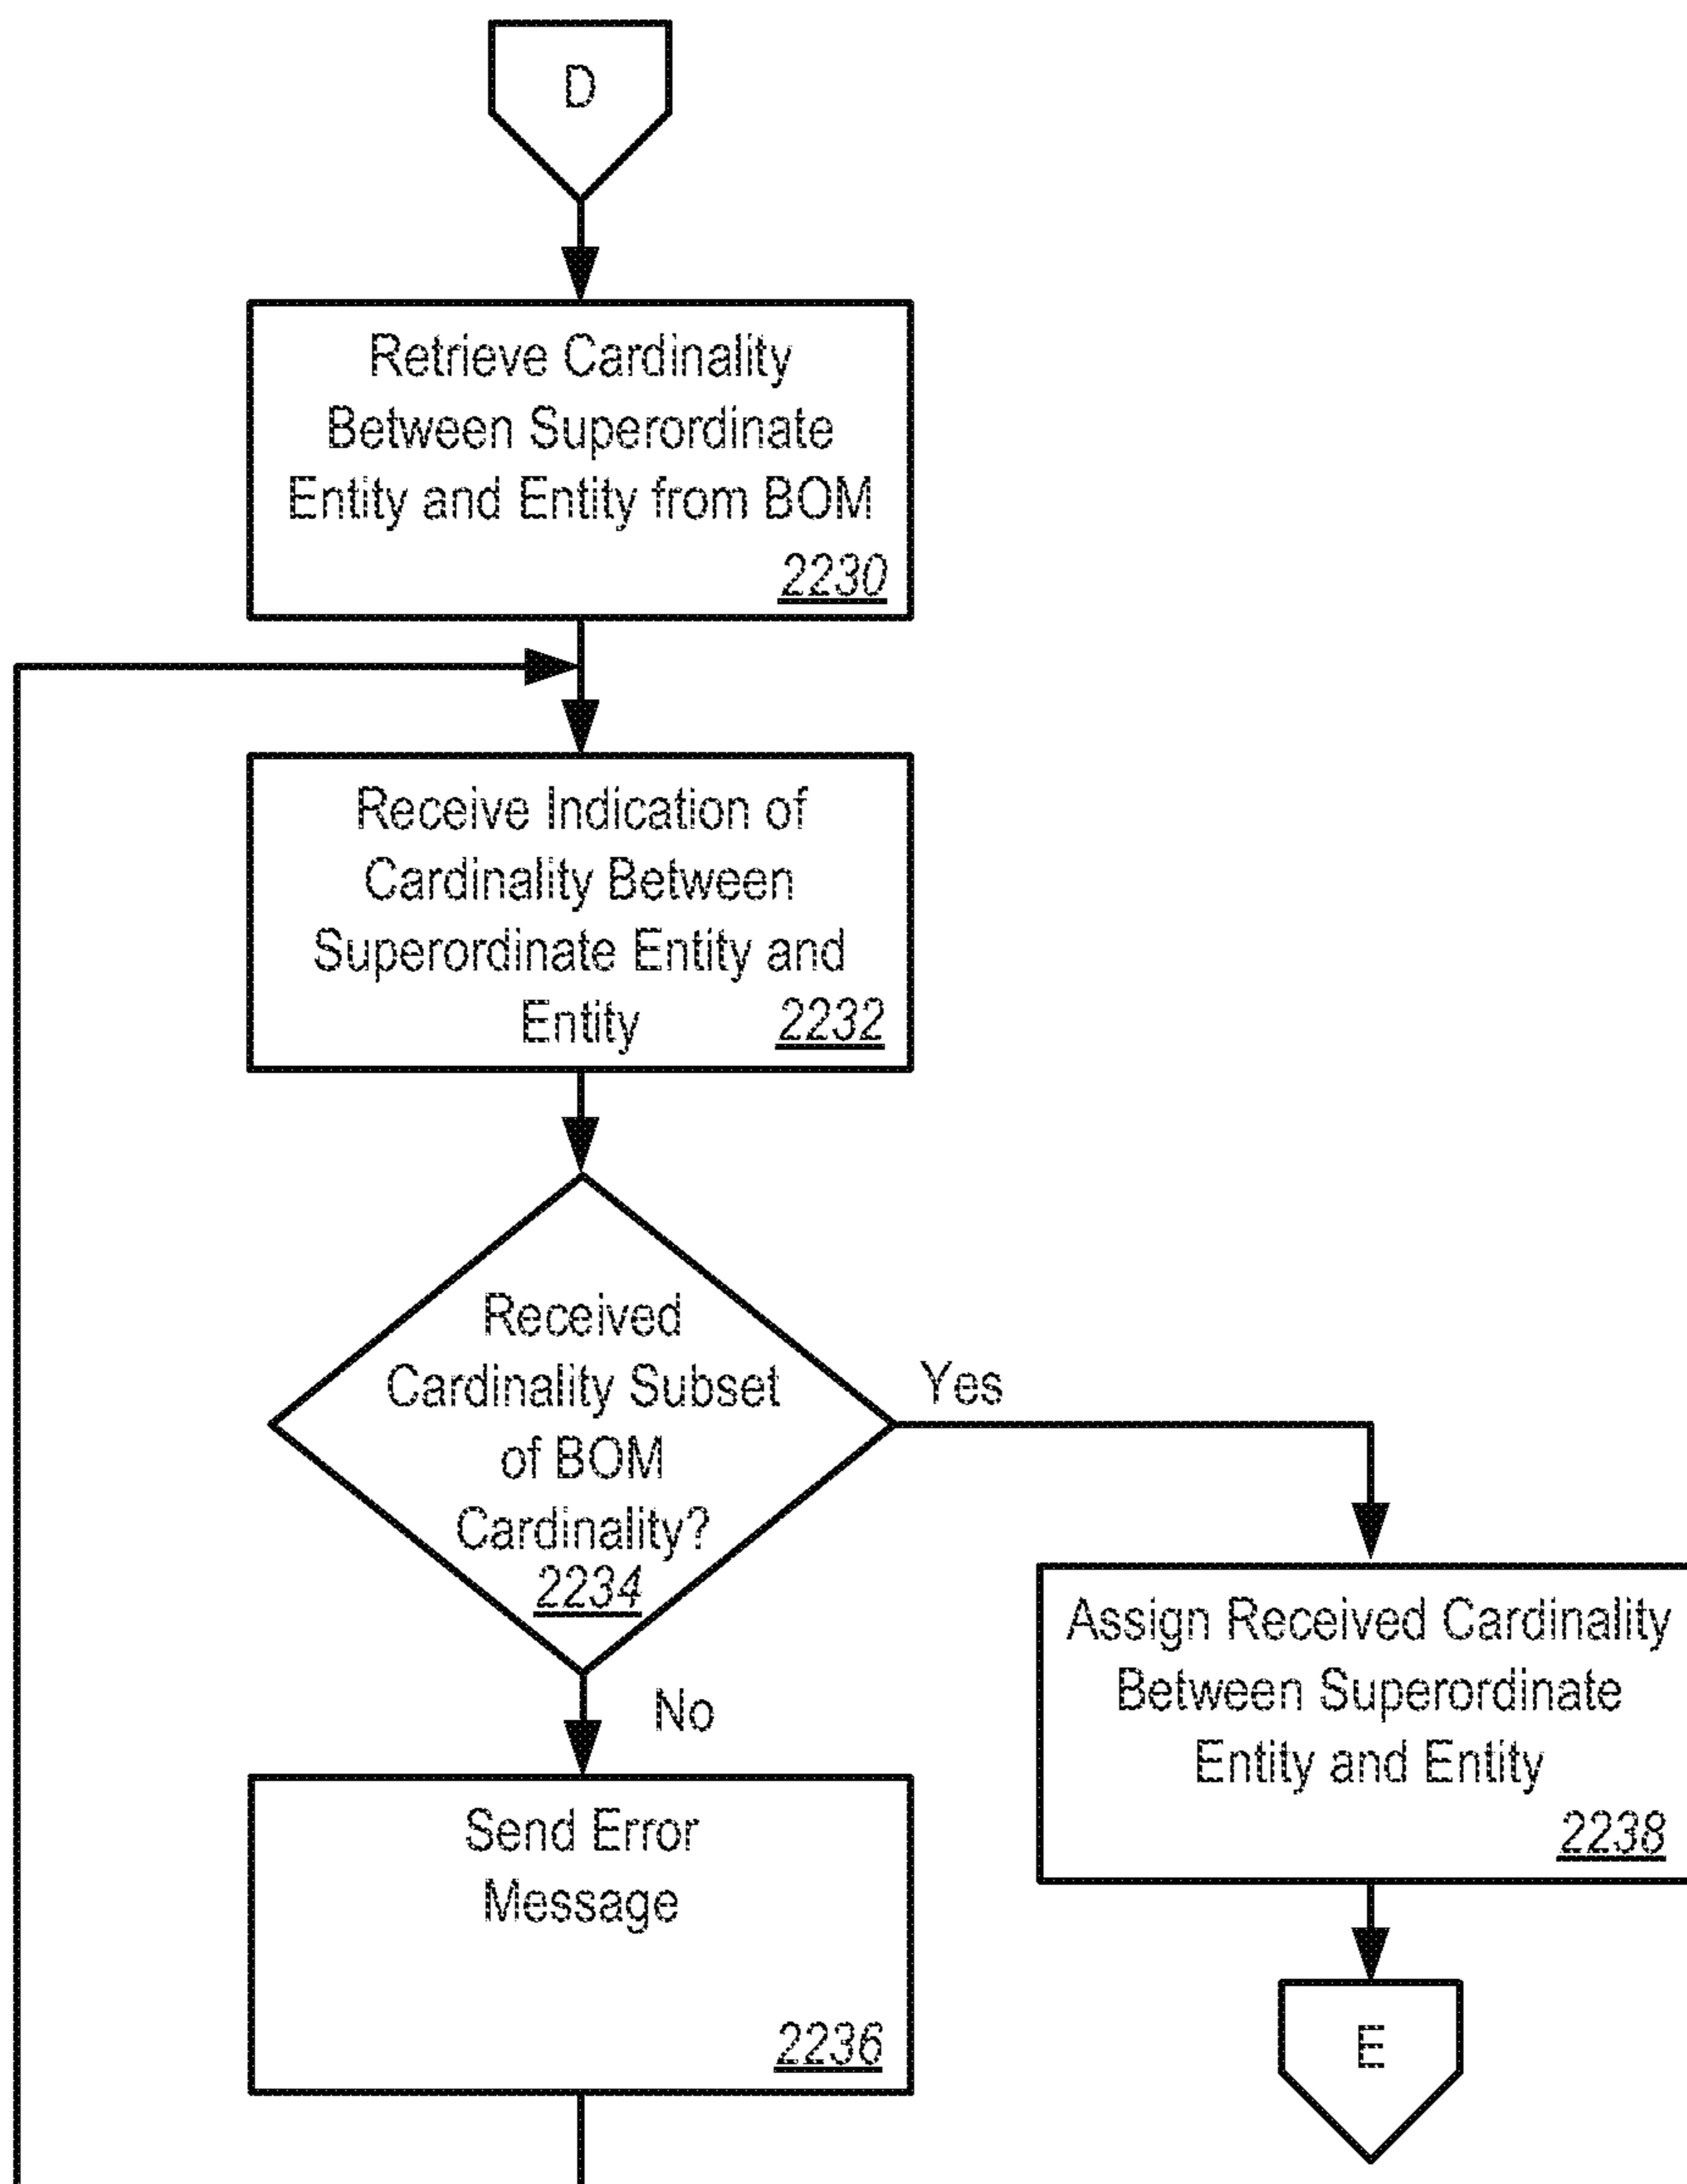 D
Retrieve Cardinality
Between Superordinate
Entity and Entity from BOM
2230
Receive Indication of
Cardinality Between
Superordinate Entity and
Entity 2232
Received
Cardinality Subset
of BOM
Cardinality?
2234
Yes
No
Send Error
Message
2236
Assign Received Cardinality
Between Superordinate
Entity and Entity
2238
E